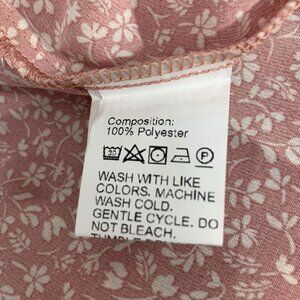 Composition:
100% Polyester
WASH WITH LIKE
COLORS. MACHINE
WASH COLD.
GENTLE CYCLE. DO
NOT BLEACH.